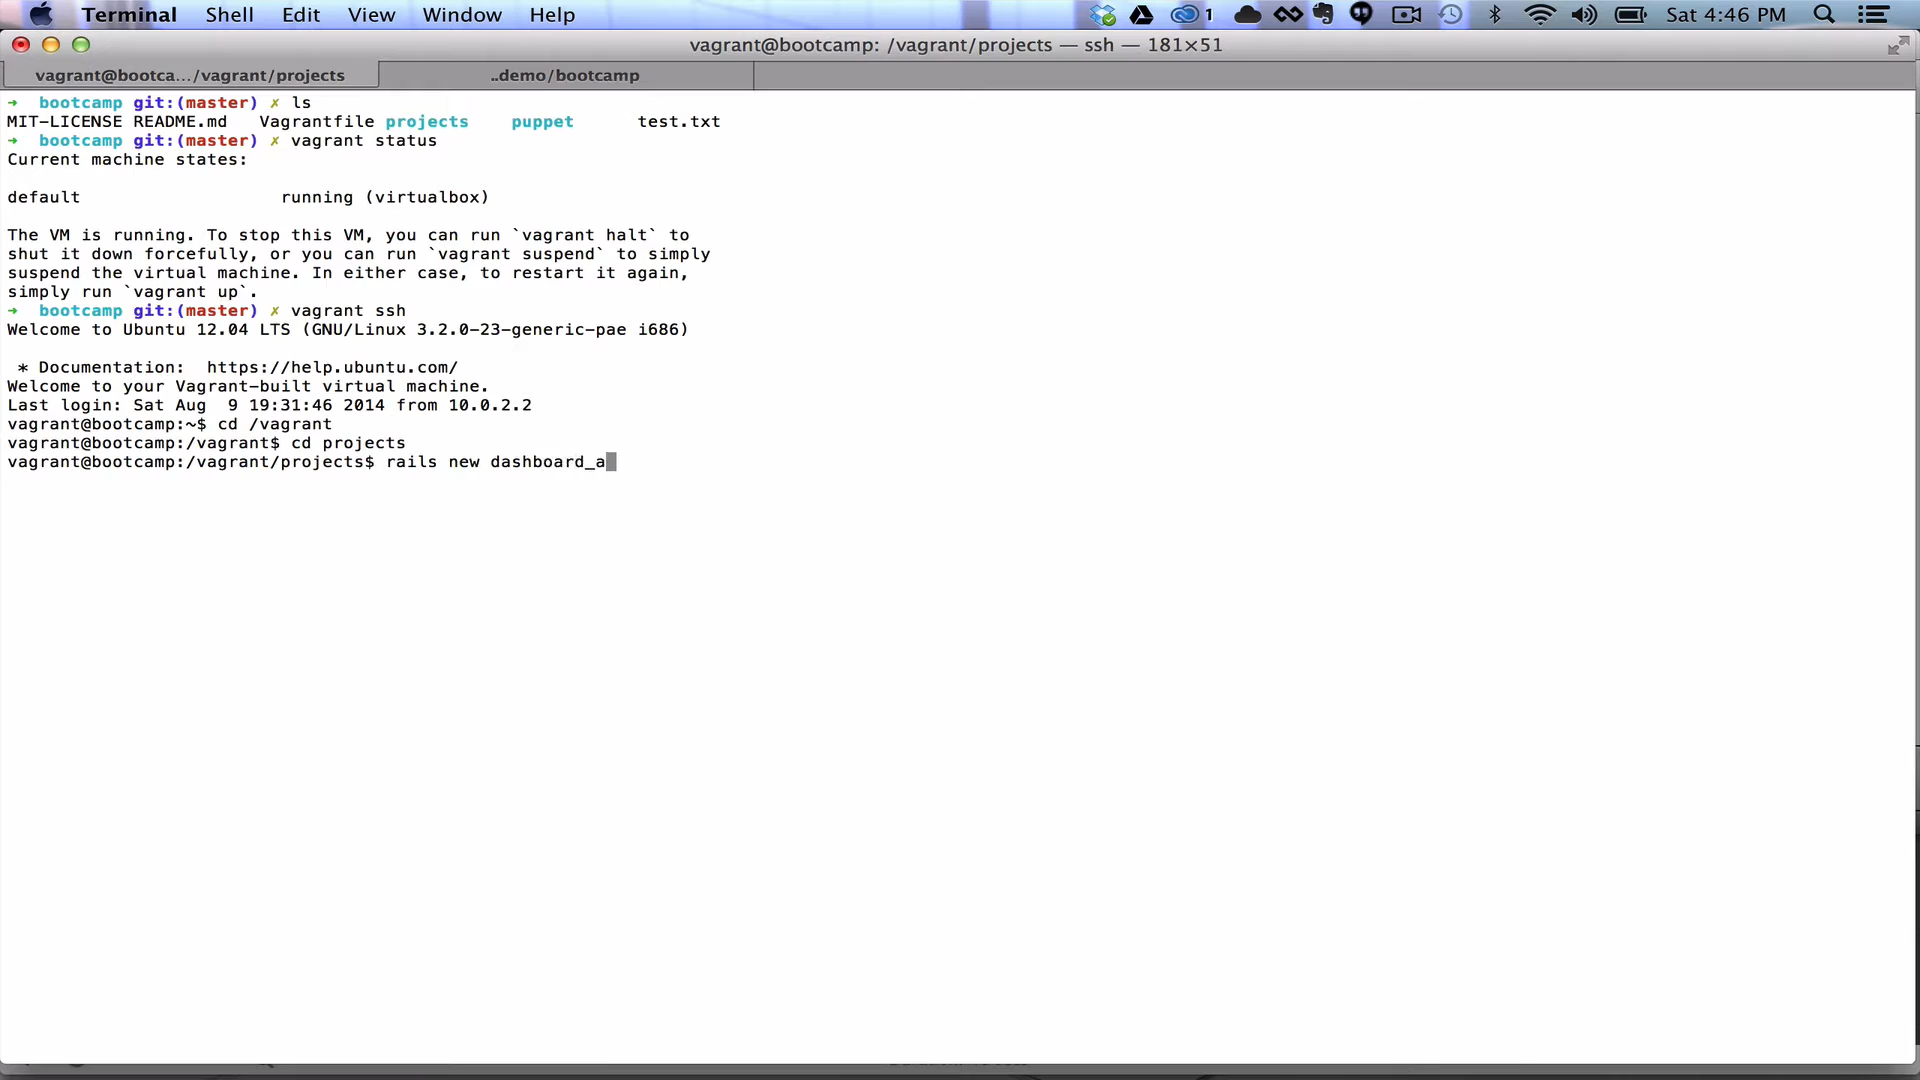 Terminal Shell Edit View Window Help 1 Sat 4:46 PM
vagrant@bootcamp: /vagrant/projects — ssh — 181×51
vagrant@bootca.../vagrant/projects ..demo/bootcamp
➜ bootcamp git:(master) ✗ ls
MIT-LICENSE README.md Vagrantfile projects puppet test.txt
➜ bootcamp git:(master) ✗ vagrant status
Current machine states:
default running (virtualbox)
The VM is running. To stop this VM, you can run `vagrant halt` to
shut it down forcefully, or you can run `vagrant suspend` to simply
suspend the virtual machine. In either case, to restart it again,
simply run `vagrant up`.
➜ bootcamp git:(master) ✗ vagrant ssh
Welcome to Ubuntu 12.04 LTS (GNU/Linux 3.2.0-23-generic-pae i686)
* Documentation: https://help.ubuntu.com/
Welcome to your Vagrant-built virtual machine.
Last login: Sat Aug 9 19:31:46 2014 from 10.0.2.2
vagrant@bootcamp:~$ cd /vagrant
vagrant@bootcamp:/vagrant$ cd projects
vagrant@bootcamp:/vagrant/projects$ rails new dashboard_a